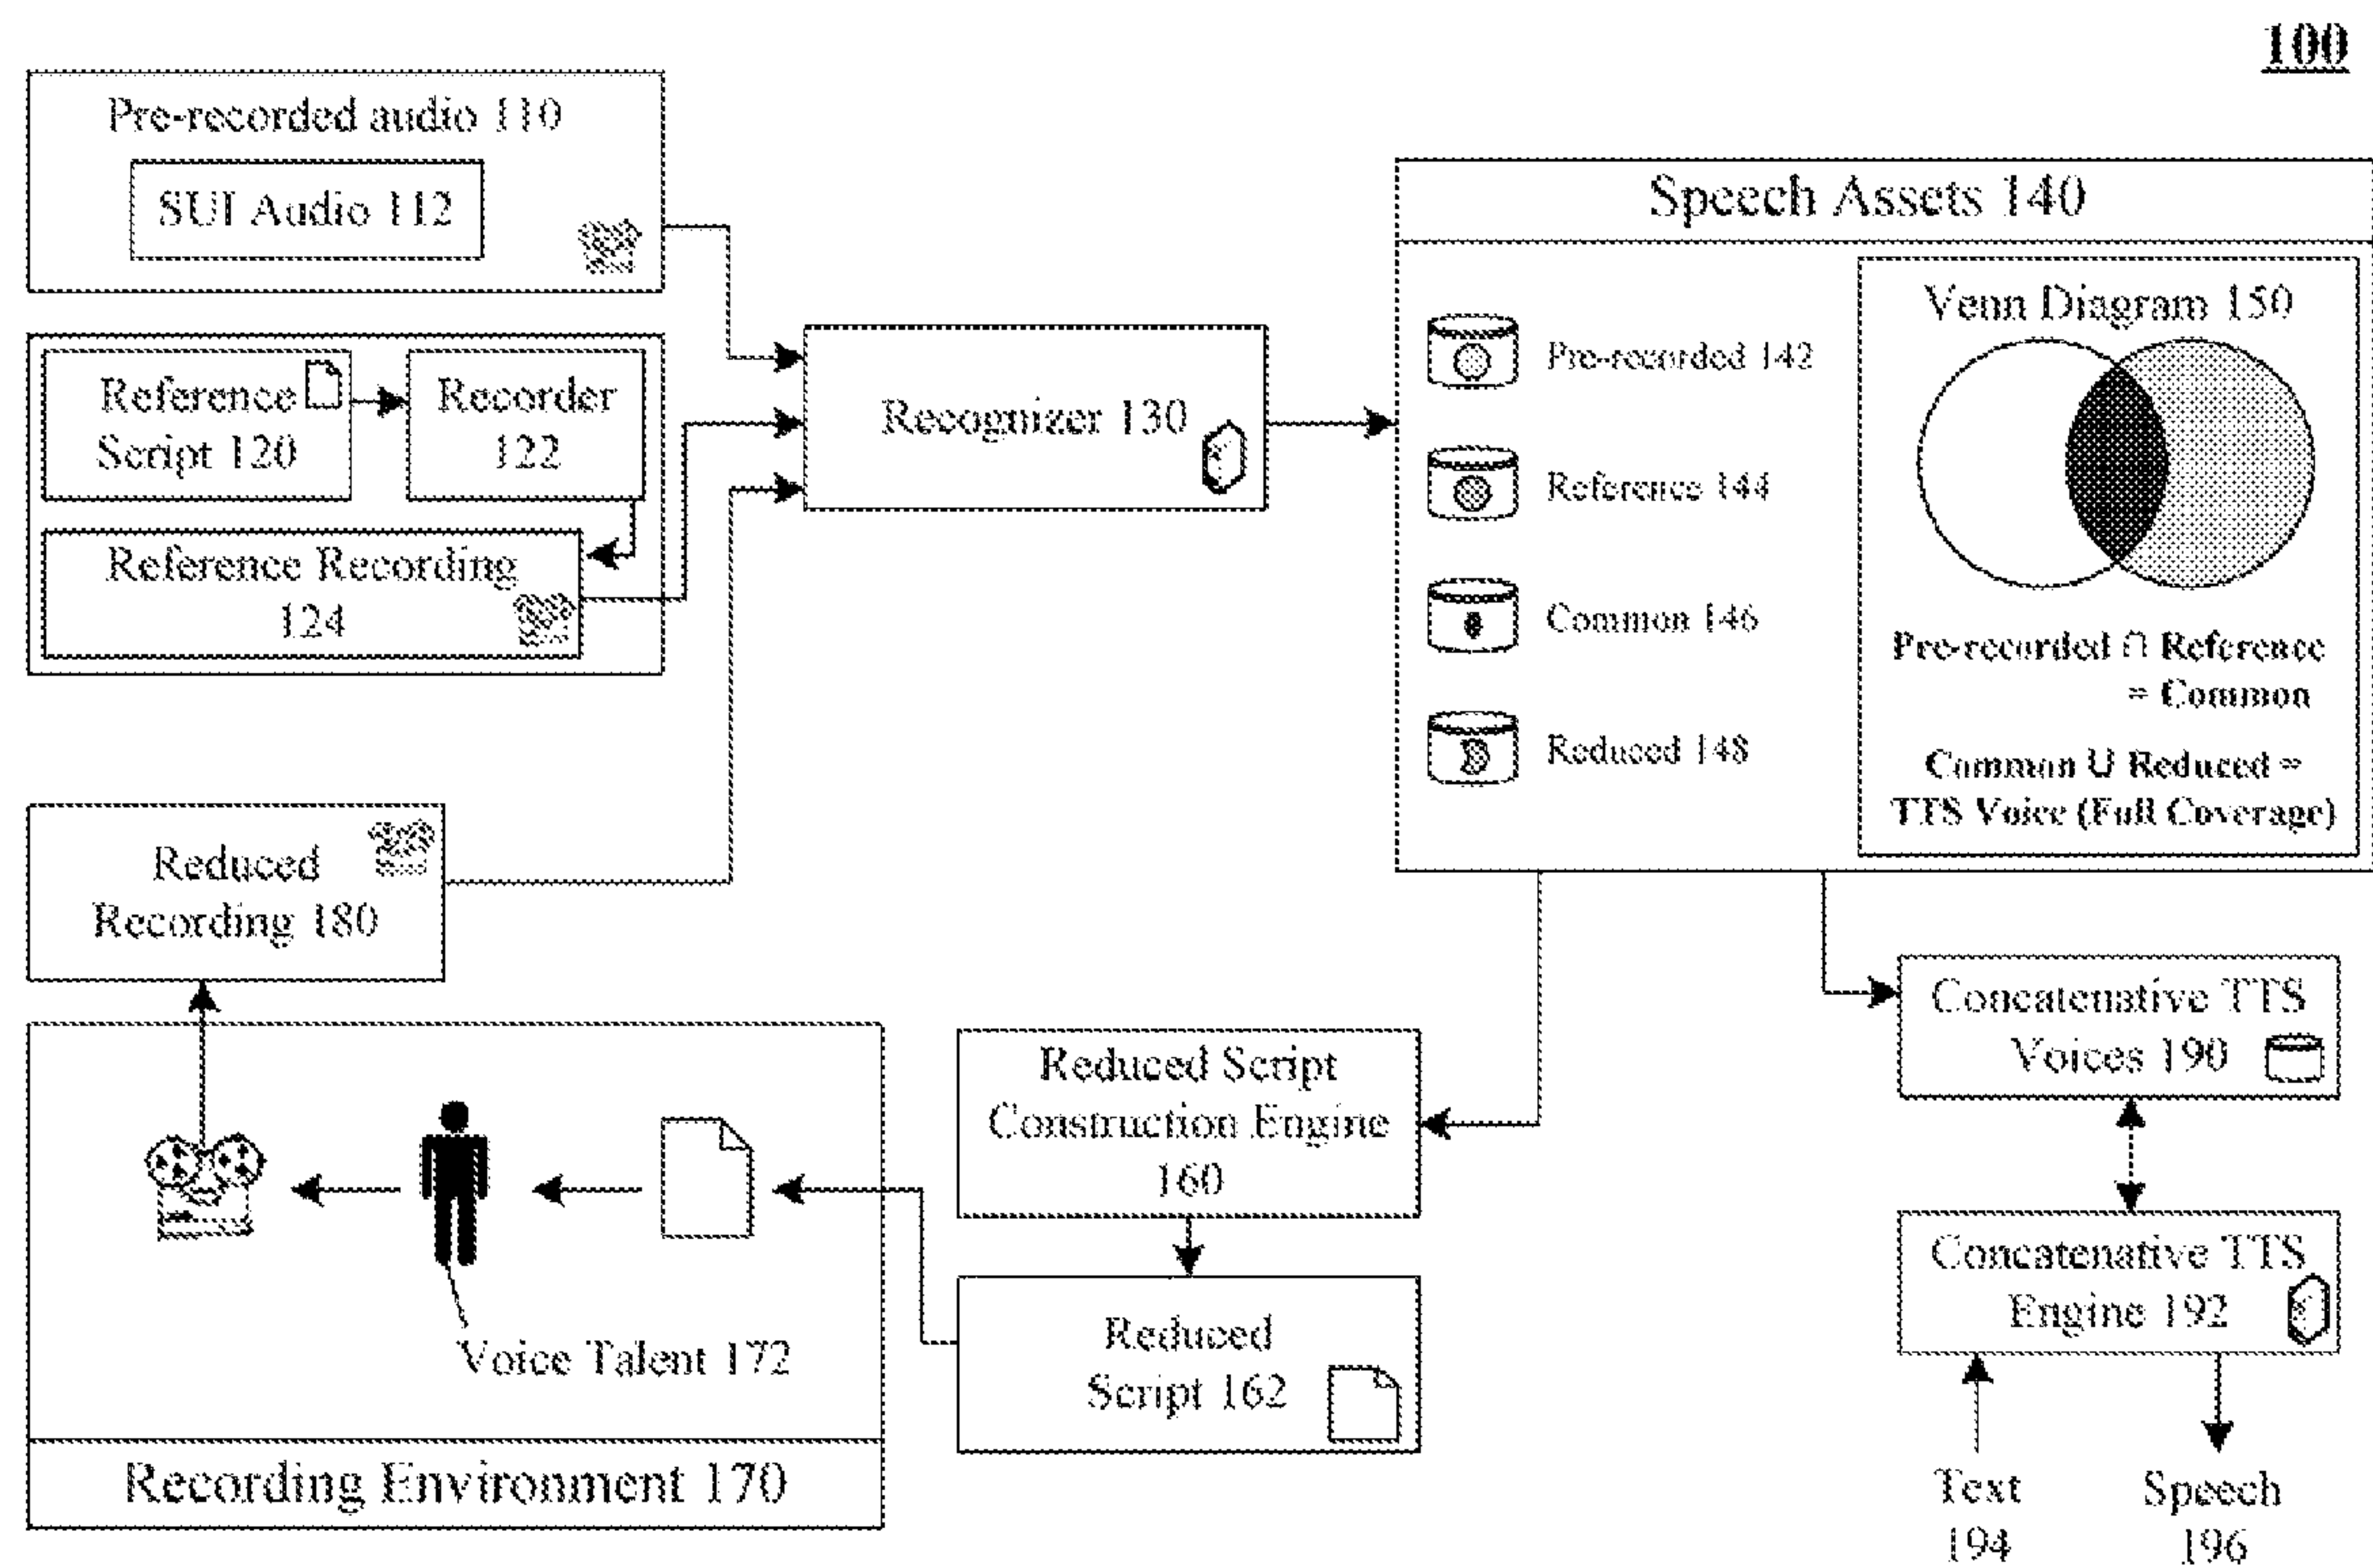 100
Pre-recorded audio 110
SUI Audio 112
Reference
Script 120
Recorder
122
Reference Recording
124
Recognizer 130
Speech Assets 140
Pre-recorded 142
Reference 144
Common 146
Reduced 148
Venn Diagram 150
Pre-recorded ∩ Reference
= Common
Common U Reduced =
TTS Voice (Full Coverage)
Reduced
Recording 180
Voice Talent 172
Recording Environment 170
Reduced Script
Construction Engine
160
Reduced
Script 162
Concatenative TTS
Voices 190
Concatenative TTS
Engine 192
Text
194
Speech
196